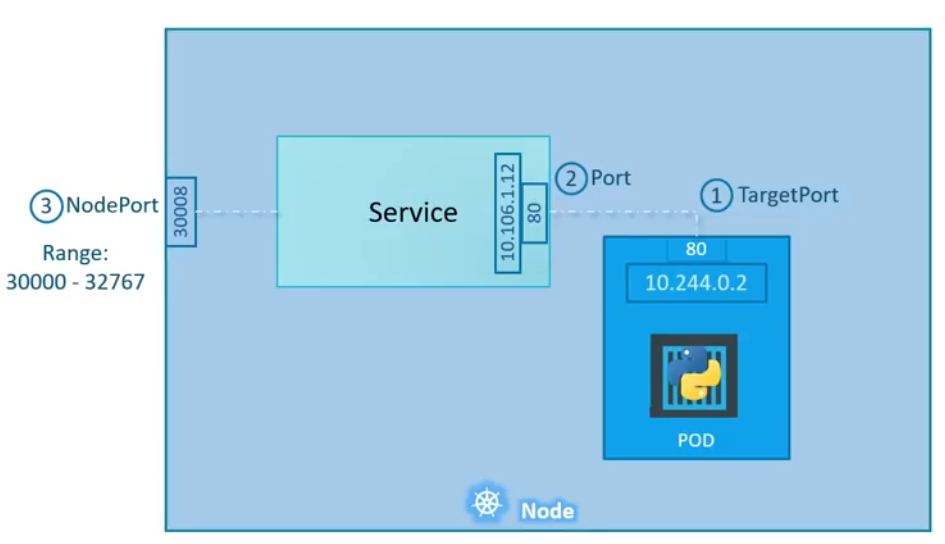 3 NodePort
Range:
30000 - 32767
30008
Service
10.106.1.12
80
2 Port
1 TargetPort
80
10.244.0.2
POD
Node